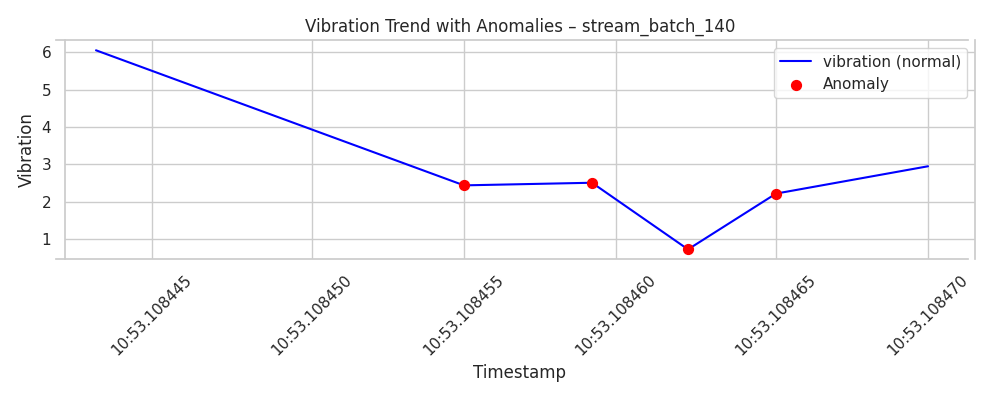 Vibration Trend with Anomalies – stream_batch_140
vibration (normal)
Anomaly
Vibration
6
5
4
3
2
1
10:53.108445
10:53.108450
10:53.108455
10:53.108460
10:53.108465
10:53.108470
Timestamp